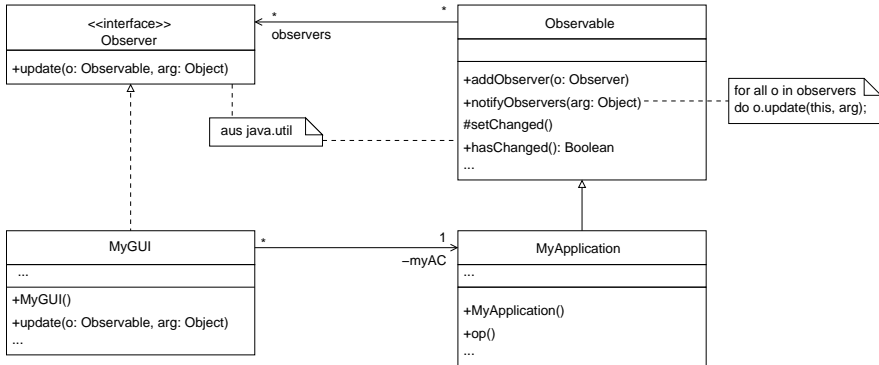 <<interface>>
Observer
+update(o: Observable, arg: Object)
*
*
observers
Observable
+addObserver(o: Observer)
+notifyObservers(arg: Object)
#setChanged()
+hasChanged(): Boolean
...
for all o in observers
do o.update(this, arg);
aus java.util
MyGUI
...
+MyGUI()
+update(o: Observable, arg: Object)
...
*
1
–myAC
MyApplication
...
+MyApplication()
+op()
...